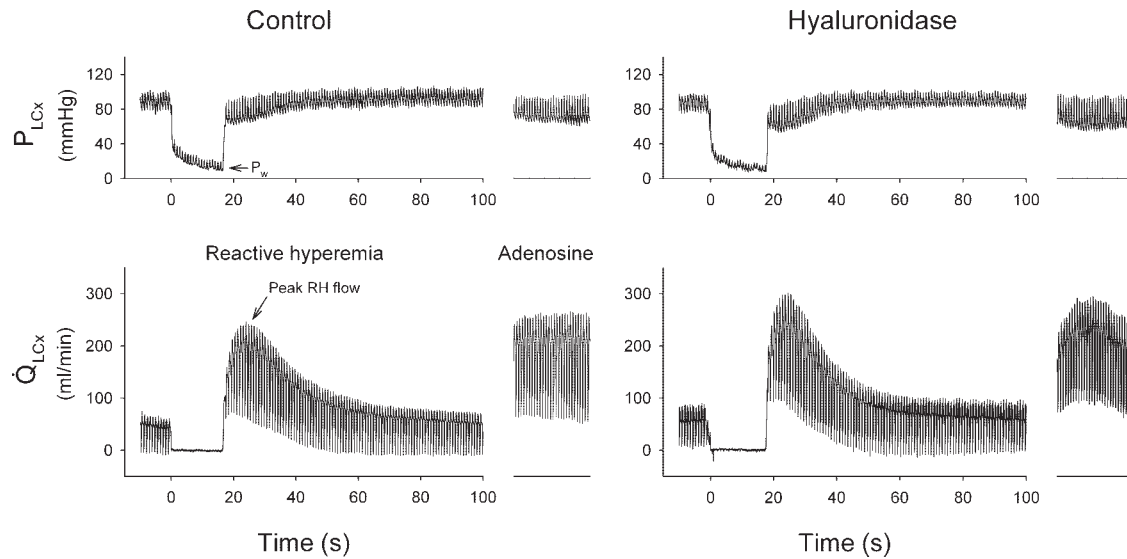 Control
Hyaluronidase
P_LCx
(mmHg)
120
80
40
0
P_w
0 20 40 60 80 100
120
80
40
0
0 20 40 60 80 100
Reactive hyperemia
Adenosine
Peak RH flow
Q̇_LCx
(ml/min)
300
200
100
0
0 20 40 60 80 100
300
200
100
0
0 20 40 60 80 100
Time (s)
Time (s)